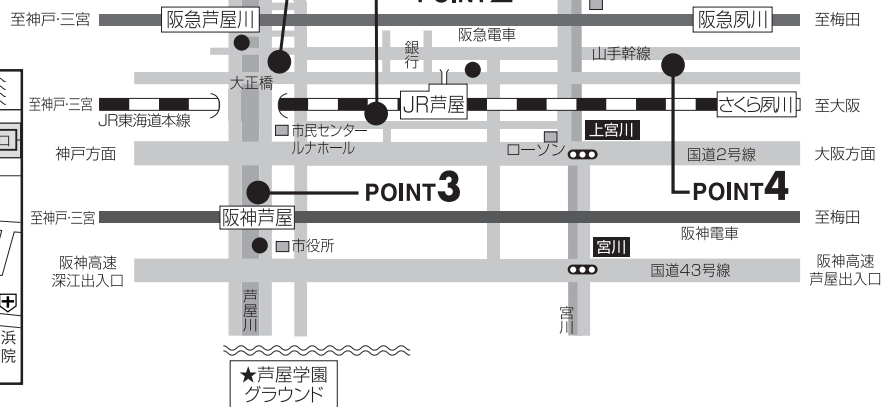 至神戸・三宮
阪急芦屋川
阪急夙川
至梅田
阪急電車
銀行
山手幹線
大正橋
至神戸・三宮
JR芦屋
さくら夙川
至大阪
JR東海道本線
市民センター
ルナホール
上宮川
ローソン
神戸方面
国道2号線
大阪方面
POINT3
POINT4
至神戸・三宮
阪神芦屋
至梅田
阪神電車
市役所
宮川
阪神高速
深江出入口
国道43号線
阪神高速
芦屋出入口
芦屋川
宮川
浜
院
★芦屋学園
グラウンド